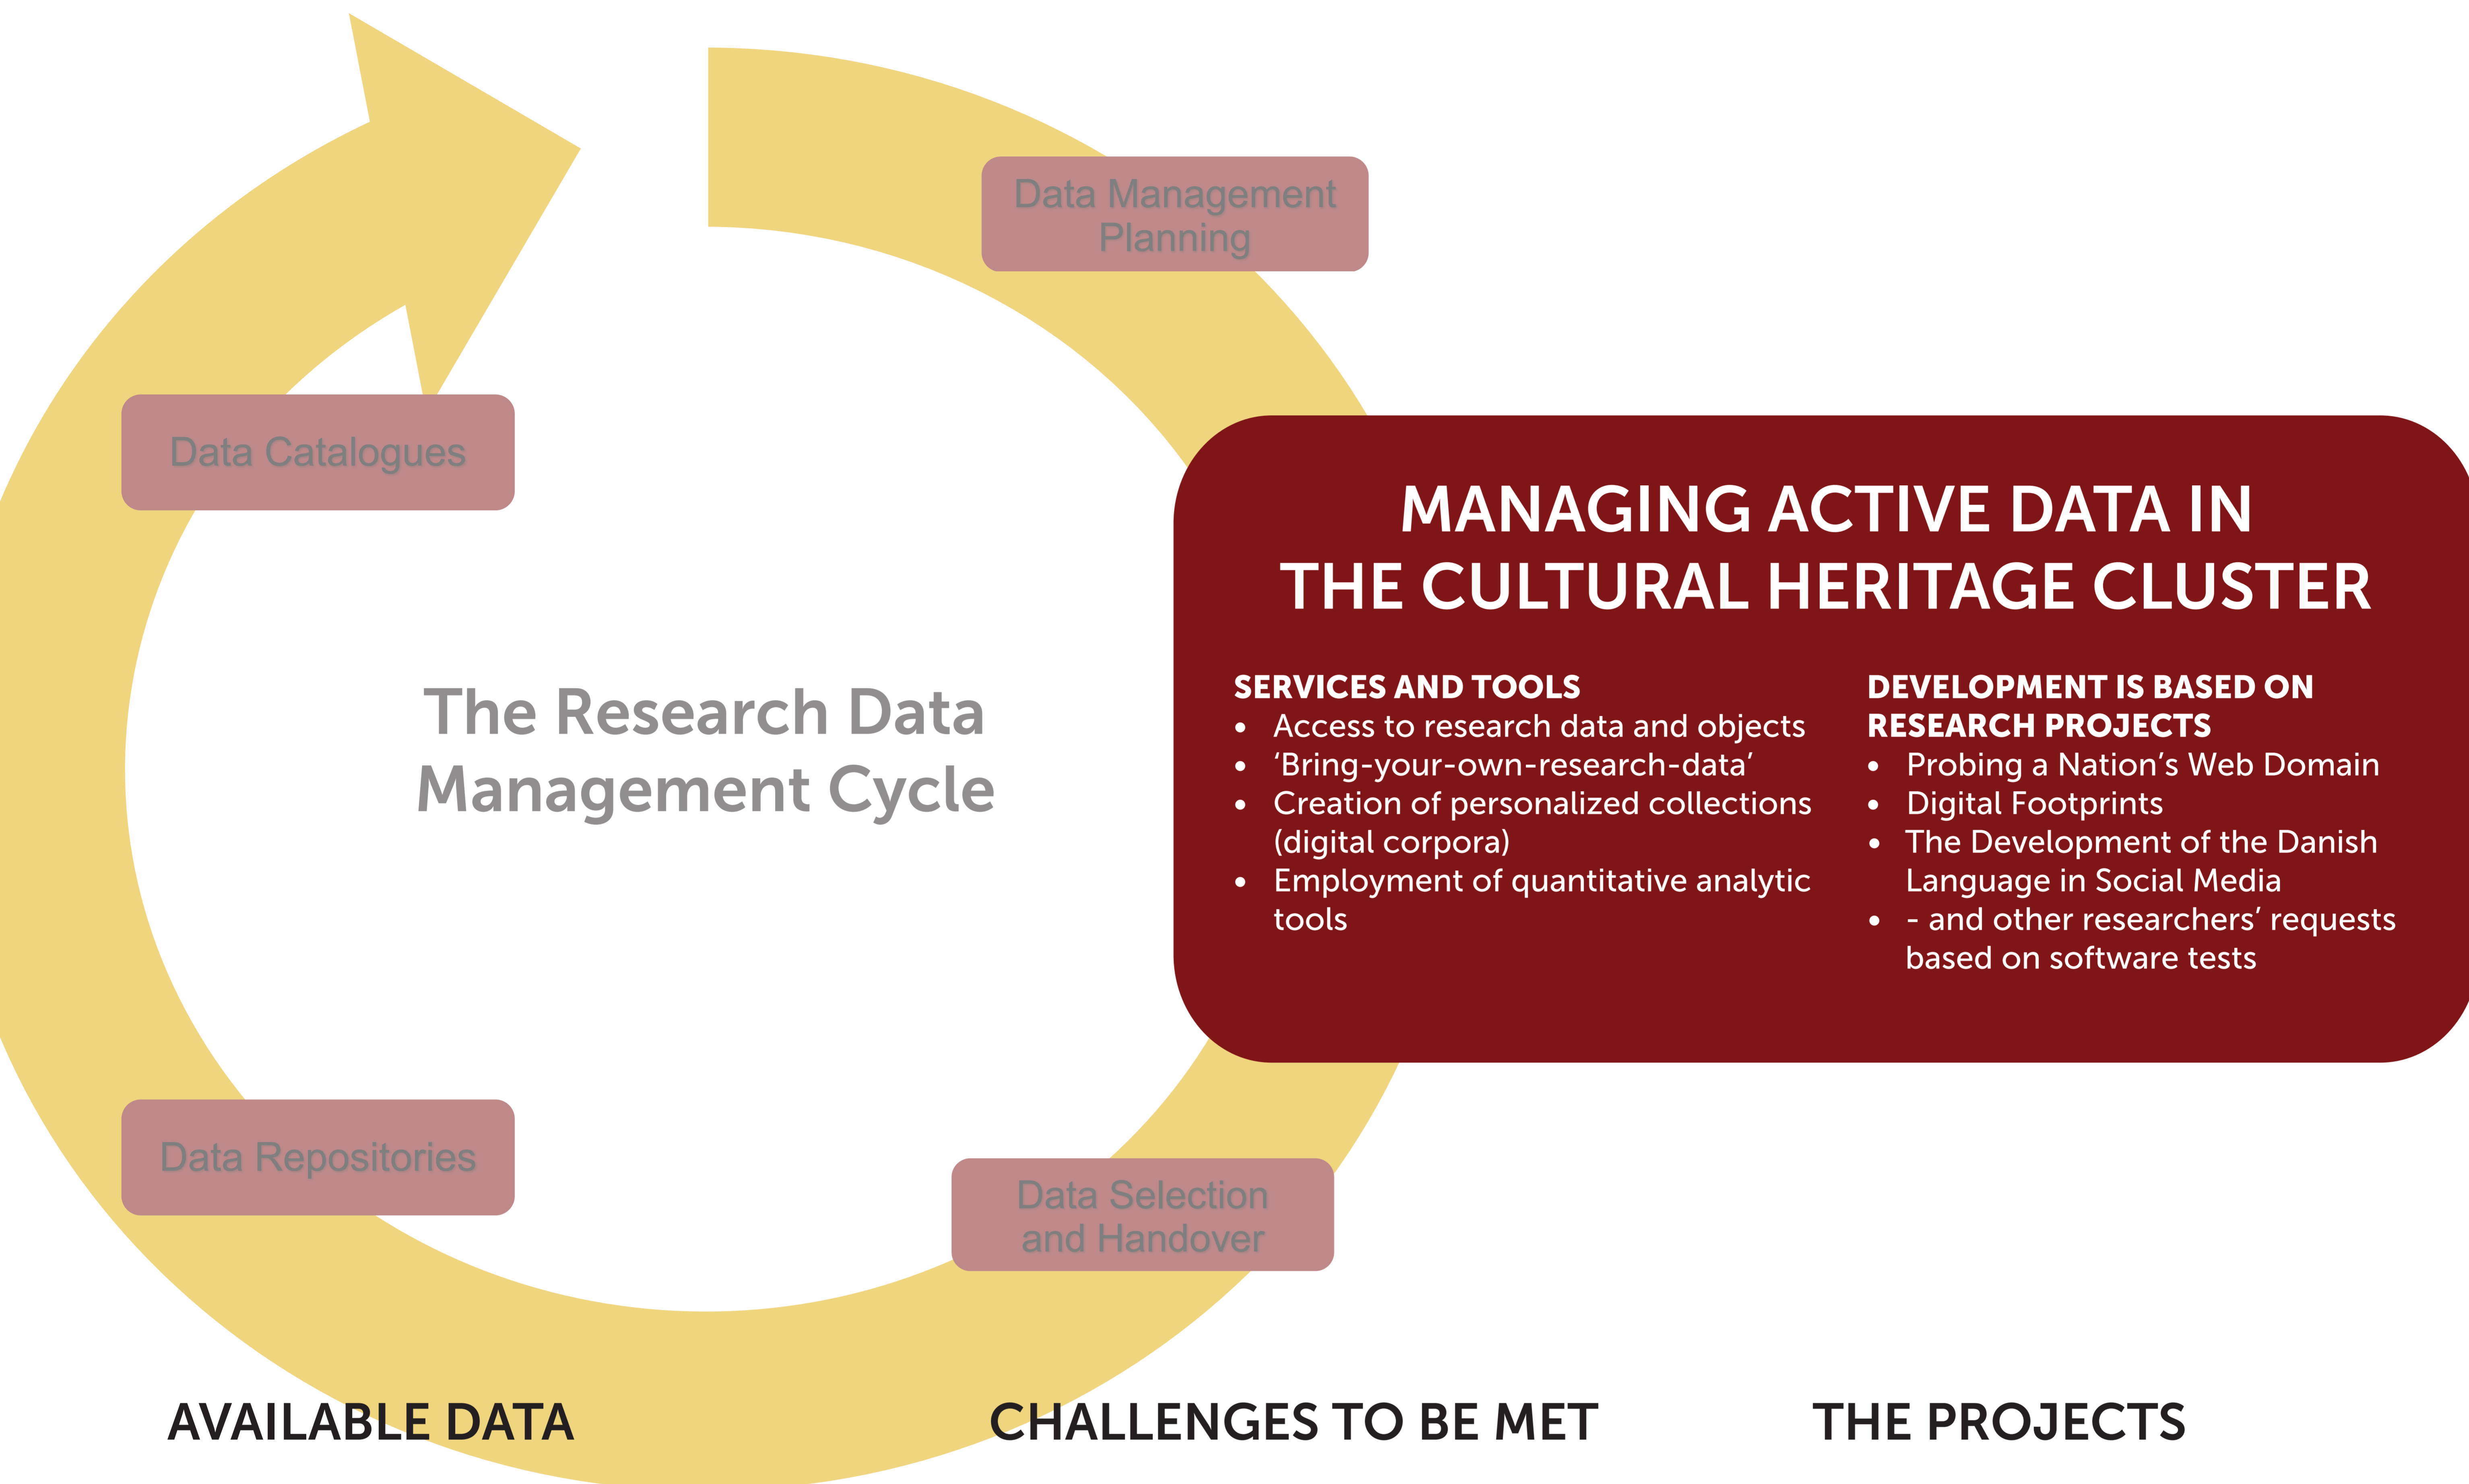 Data Management
Planning
Data Catalogues
The Research Data
Management Cycle
MANAGING ACTIVE DATA IN
THE CULTURAL HERITAGE CLUSTER
SERVICES AND TOOLS
• Access to research data and objects
• ‘Bring-your-own-research-data’
• Creation of personalized collections
(digital corpora)
• Employment of quantitative analytic
tools
DEVELOPMENT IS BASED ON
RESEARCH PROJECTS
• Probing a Nation’s Web Domain
• Digital Footprints
• The Development of the Danish
Language in Social Media
• - and other researchers’ requests
based on software tests
Data Repositories
Data Selection
and Handover
AVAILABLE DATA
CHALLENGES TO BE MET
THE PROJECTS